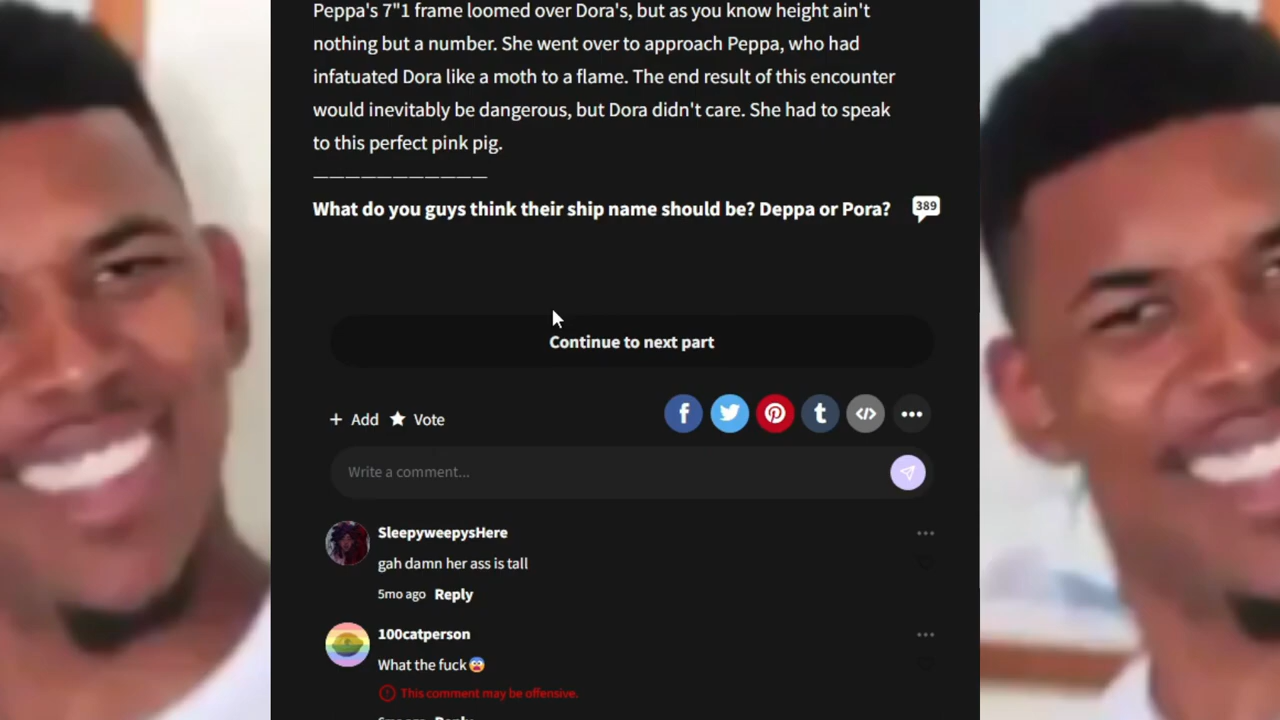 Peppa's 7"1 frame loomed over Dora's, but as you know height ain't
nothing but a number. She went over to approach Peppa, who had
infatuated Dora like a moth to a flame. The end result of this encounter
would inevitably be dangerous, but Dora didn't care. She had to speak
to this perfect pink pig.
———————————
What do you guys think their ship name should be? Deppa or Pora?
389
Continue to next part
+ Add ★ Vote
Write a comment...
SleepyweepysHere
gah damn her ass is tall
5mo ago Reply
100catperson
What the fuck😨
This comment may be offensive.
Reply